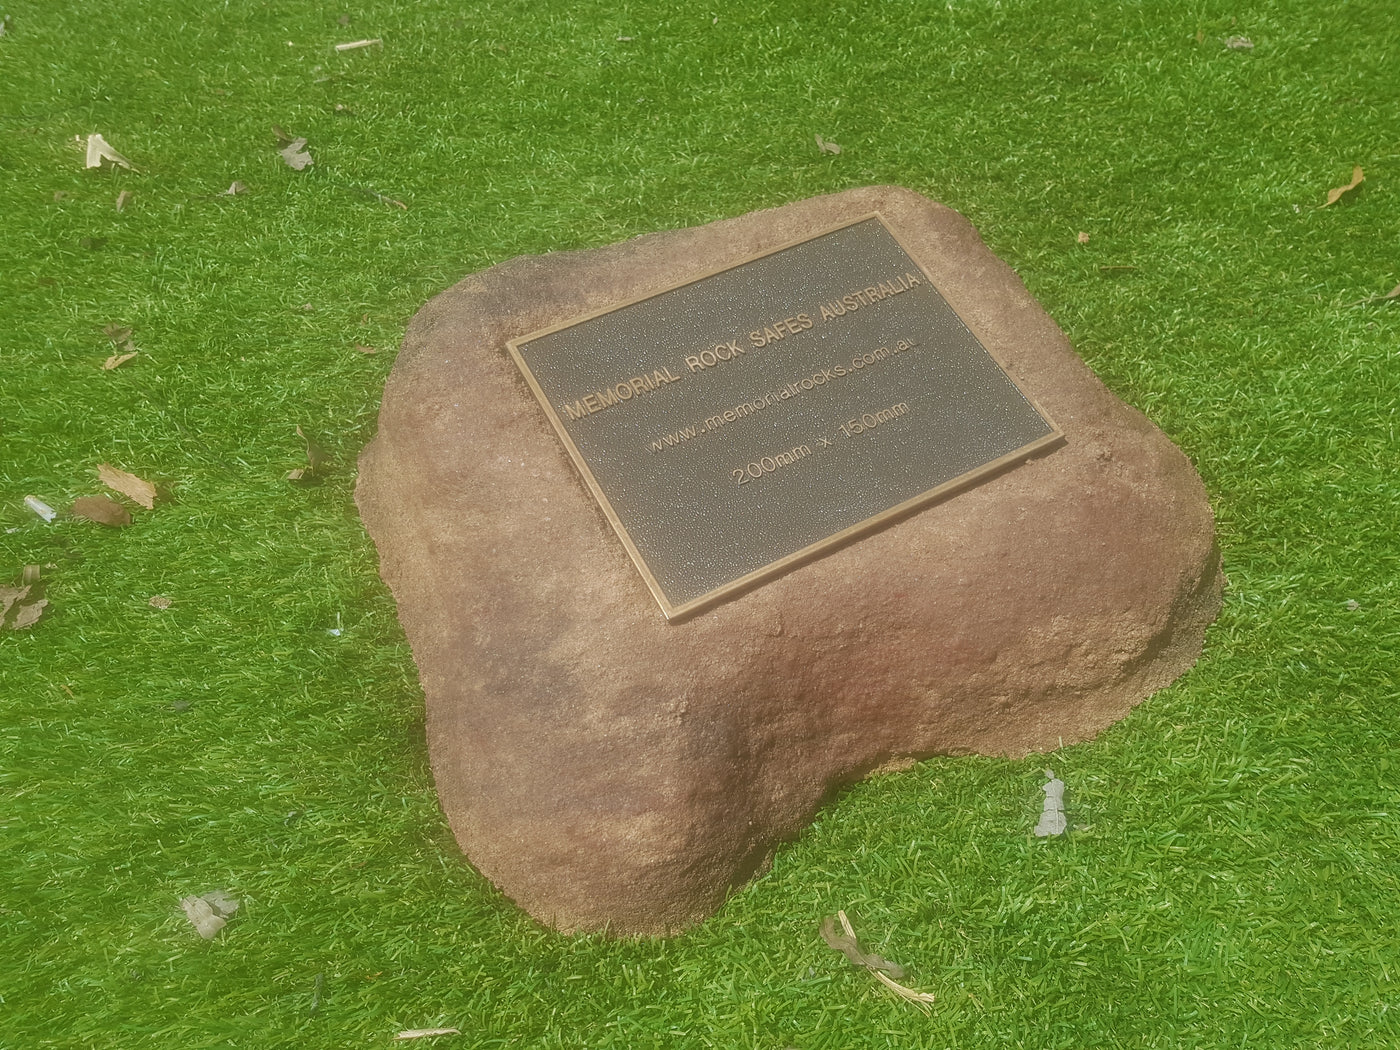 MEMORIAL ROCK SAFES AUSTRALIA
www.memorialrocks.com.au
200mm x 150mm